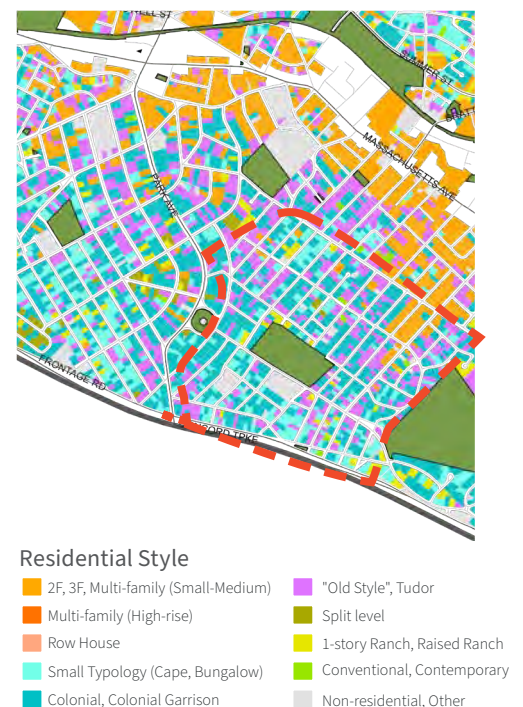 SUMMER ST
MASSACHUSETTS AVE
PARK AVE
FRONTAGE RD
Residential Style
2F, 3F, Multi-family (Small-Medium)
Multi-family (High-rise)
Row House
Small Typology (Cape, Bungalow)
Colonial, Colonial Garrison
"Old Style", Tudor
Split level
1-story Ranch, Raised Ranch
Conventional, Contemporary
Non-residential, Other